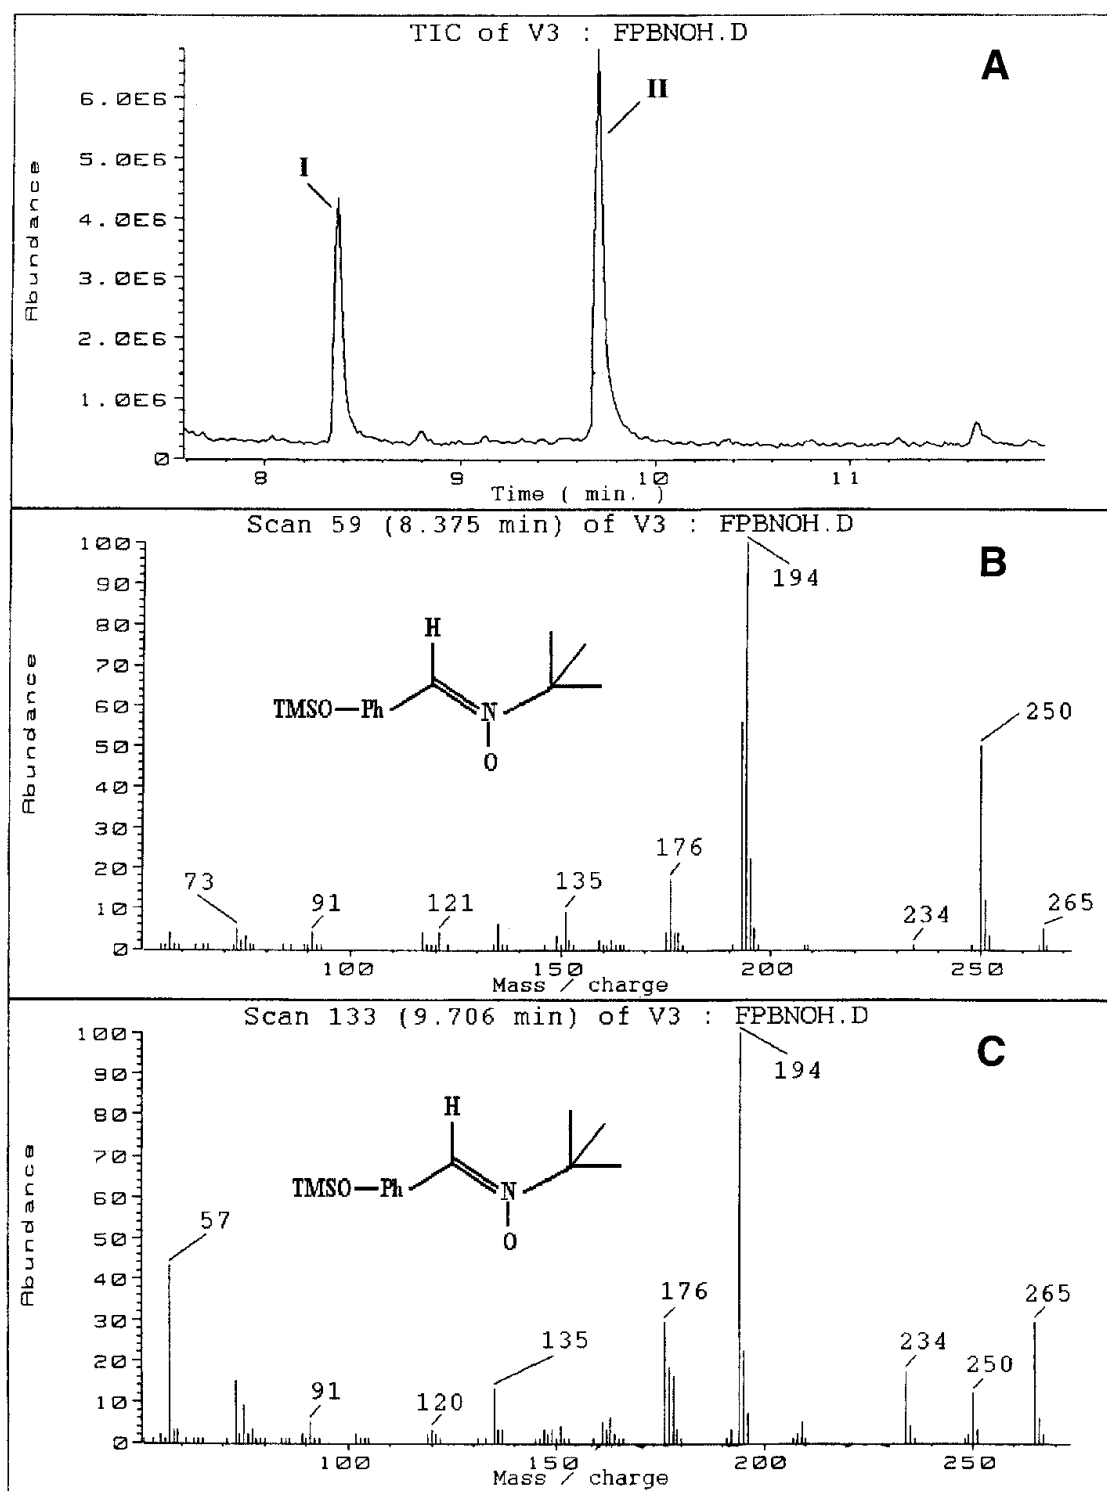 TIC of V3 : FPBNOH.D
A
II
I
Abundance
6.0E6
5.0E6
4.0E6
3.0E6
2.0E6
1.0E6
0
8 9 10 11
Time ( min. )
Scan 59 (8.375 min) of V3 : FPBNOH.D
B
Abundance
100
90
80
70
60
50
40
30
20
10
0
194
H
TMSO—Ph N
O
250
176
73
91
121
135
234
265
100 150 200 250
Mass / charge
Scan 133 (9.706 min) of V3 : FPBNOH.D
C
Abundance
100
90
80
70
60
50
40
30
20
10
0
194
H
TMSO—Ph N
O
57
176
265
135
234
250
91
120
100 150 200 250
Mass / charge